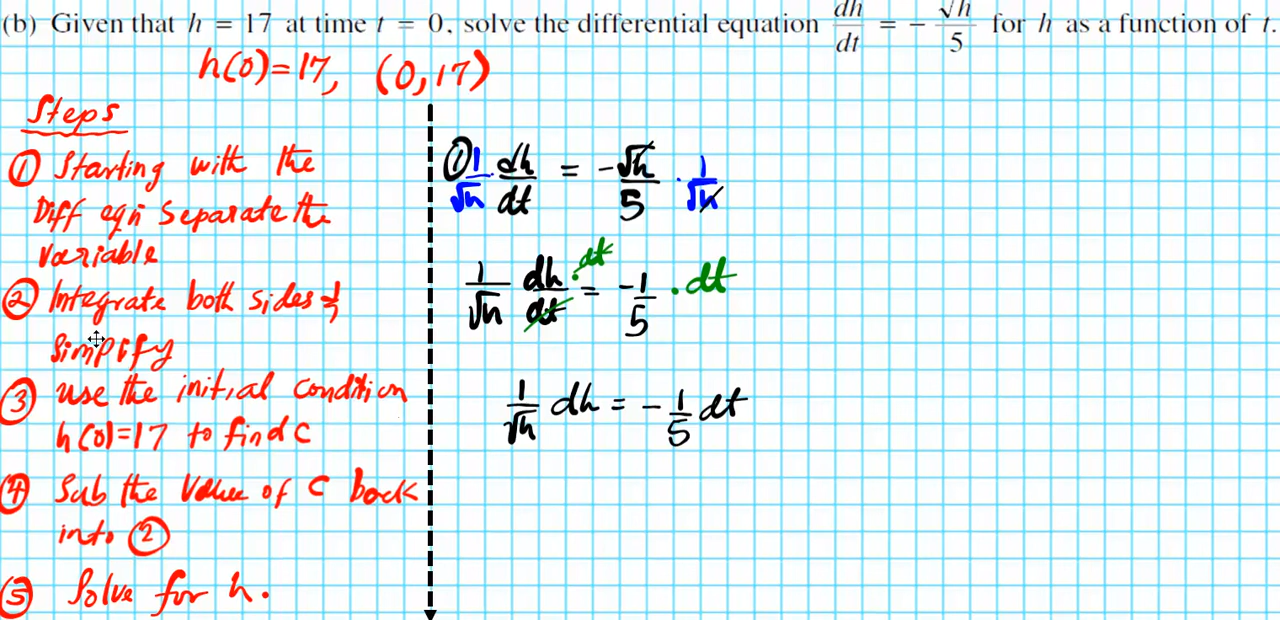 (b) Given that h = 17 at time t = 0, solve the differential equation dh/dt = - √h/5 for h as a function of t.
h(0)=17, (0,17)
Steps
① Starting with the
Diff eqn separate the
variable
② Integrate both sides &
simplify
③ use the initial condition
h(0)=17 to find C
④ Sub the value of C back
into ②
⑤ Solve for h.
① 1/√h · dh/dt = -√h/5 · 1/√h
1/√h dh/dt · dt = -1/5 · dt
1/√h dh = - 1/5 dt